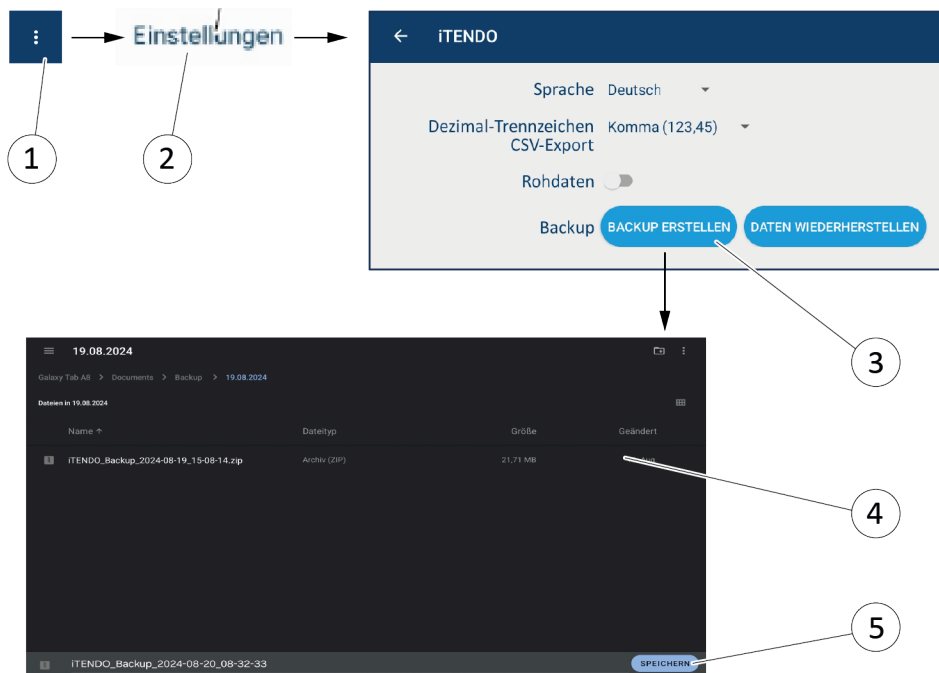 Einstellungen
iTENDO
Sprache Deutsch
Dezimal-Trennzeichen Komma (123,45)
CSV-Export
Rohdaten
Backup BACKUP ERSTELLEN DATEN WIEDERHERSTELLEN
1
2
3
19.08.2024
Galaxy Tab A8 > Documents > Backup > 19.08.2024
Dateien in 19.08.2024
Name ↑ Dateityp Größe Geändert
iTENDO_Backup_2024-08-19_15-08-14.zip Archiv (ZIP) 21,71 MB Aug.
4
5
iTENDO_Backup_2024-08-20_08-32-33 SPEICHERN